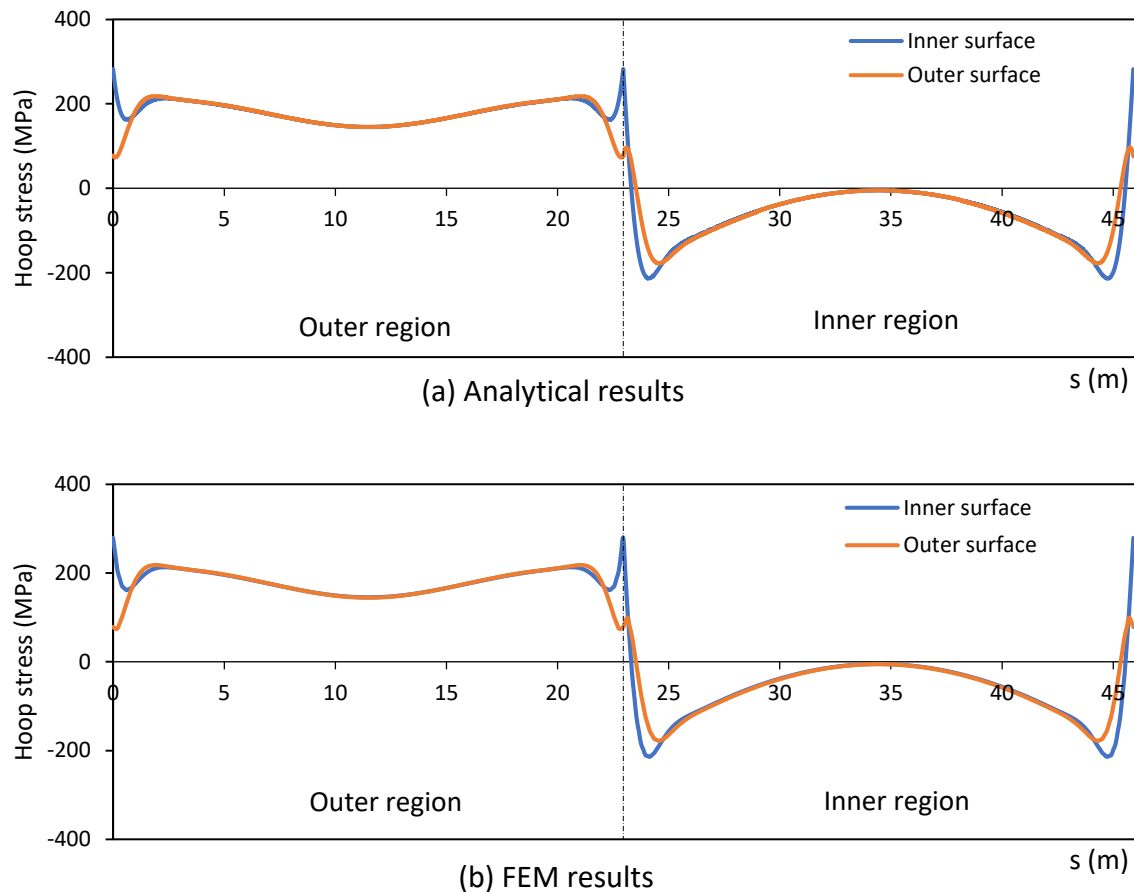 400
Inner surface
Outer surface
200
0
0 5 10 15 20 25 30 35 40 45
-200
Outer region
Inner region
-400
Hoop stress (MPa)
s (m)
(a) Analytical results
400
Inner surface
Outer surface
200
0
0 5 10 15 20 25 30 35 40 45
-200
Outer region
Inner region
-400
Hoop stress (MPa)
s (m)
(b) FEM results